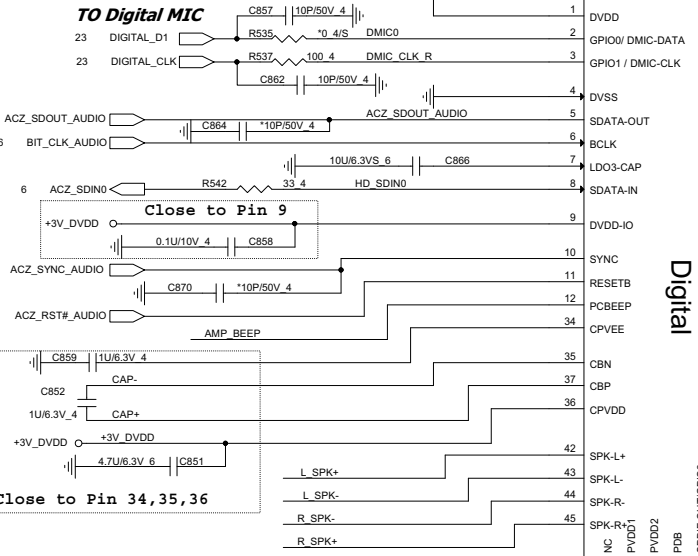 TO Digital MIC
C857 10P/50V_4
1 DVDD
23 DIGITAL_D1 R535 *0_4/S DMIC0 2 GPIO0/ DMIC-DATA
23 DIGITAL_CLK R537 100_4 DMIC_CLK_R 3 GPIO1 / DMIC-CLK
C862 10P/50V_4
4 DVSS
ACZ_SDOUT_AUDIO ACZ_SDOUT_AUDIO 5 SDATA-OUT
C864 *10P/50V_4
6 BIT_CLK_AUDIO 6 BCLK
10U/6.3VS_6 C866 7 LDO3-CAP
6 ACZ_SDIN0 R542 33_4 HD_SDIN0 8 SDATA-IN
Close to Pin 9
+3V_DVDD 9 DVDD-IO
0.1U/10V_4 C858
10 SYNC
ACZ_SYNC_AUDIO
11 RESETB
C870 *10P/50V_4
12 PCBEEP
ACZ_RST#_AUDIO
34 CPVEE
AMP_BEEP
C859 1U/6.3V_4
35 CBN
CAP-
C852
37 CBP
1U/6.3V_4 CAP+
36 CPVDD
+3V_DVDD +3V_DVDD
42 SPK-L+
4.7U/6.3V_6 C851
L_SPK+
43 SPK-L-
Close to Pin 34,35,36
L_SPK-
44 SPK-R-
R_SPK-
45 SPK-R+
R_SPK+
Digital
NC
PVDD1
PVDD2
PDB